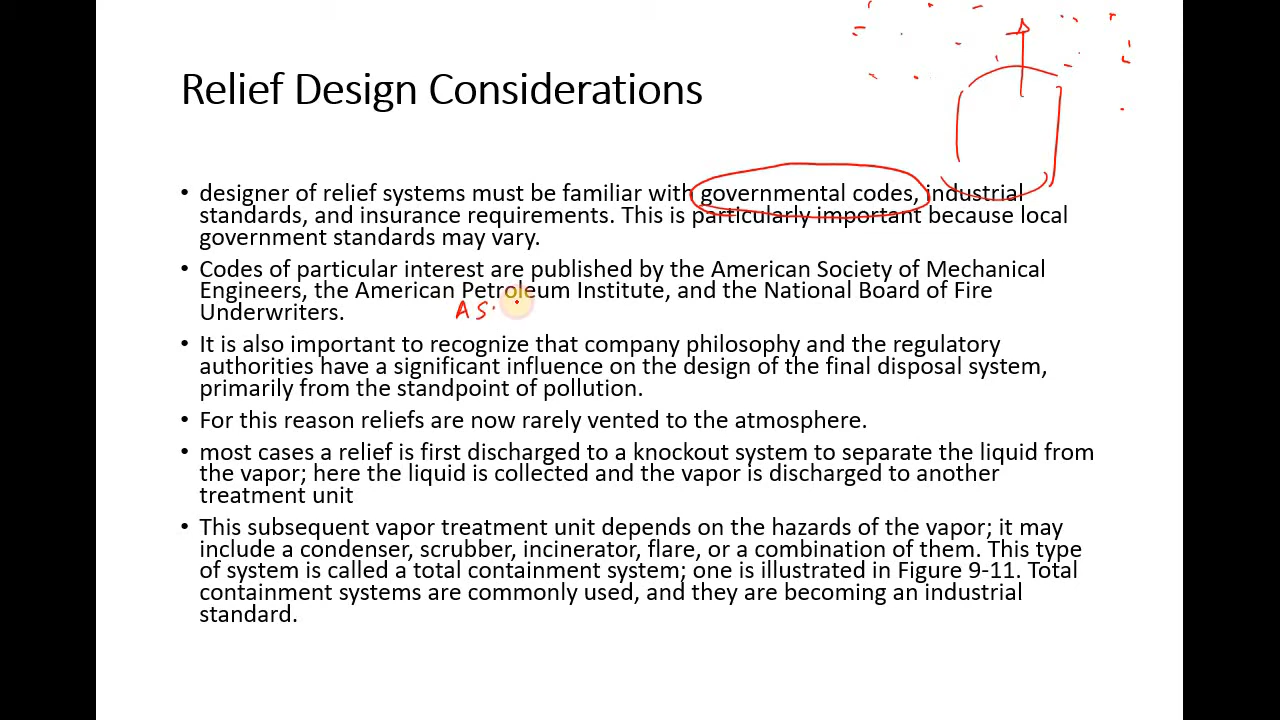 Relief Design Considerations
• designer of relief systems must be familiar with governmental codes, industrial
standards, and insurance requirements. This is particularly important because local
government standards may vary.
• Codes of particular interest are published by the American Society of Mechanical
Engineers, the American Petroleum Institute, and the National Board of Fire
Underwriters.
A S
• It is also important to recognize that company philosophy and the regulatory
authorities have a significant influence on the design of the final disposal system,
primarily from the standpoint of pollution.
• For this reason reliefs are now rarely vented to the atmosphere.
• most cases a relief is first discharged to a knockout system to separate the liquid from
the vapor; here the liquid is collected and the vapor is discharged to another
treatment unit
• This subsequent vapor treatment unit depends on the hazards of the vapor; it may
include a condenser, scrubber, incinerator, flare, or a combination of them. This type
of system is called a total containment system; one is illustrated in Figure 9-11. Total
containment systems are commonly used, and they are becoming an industrial
standard.